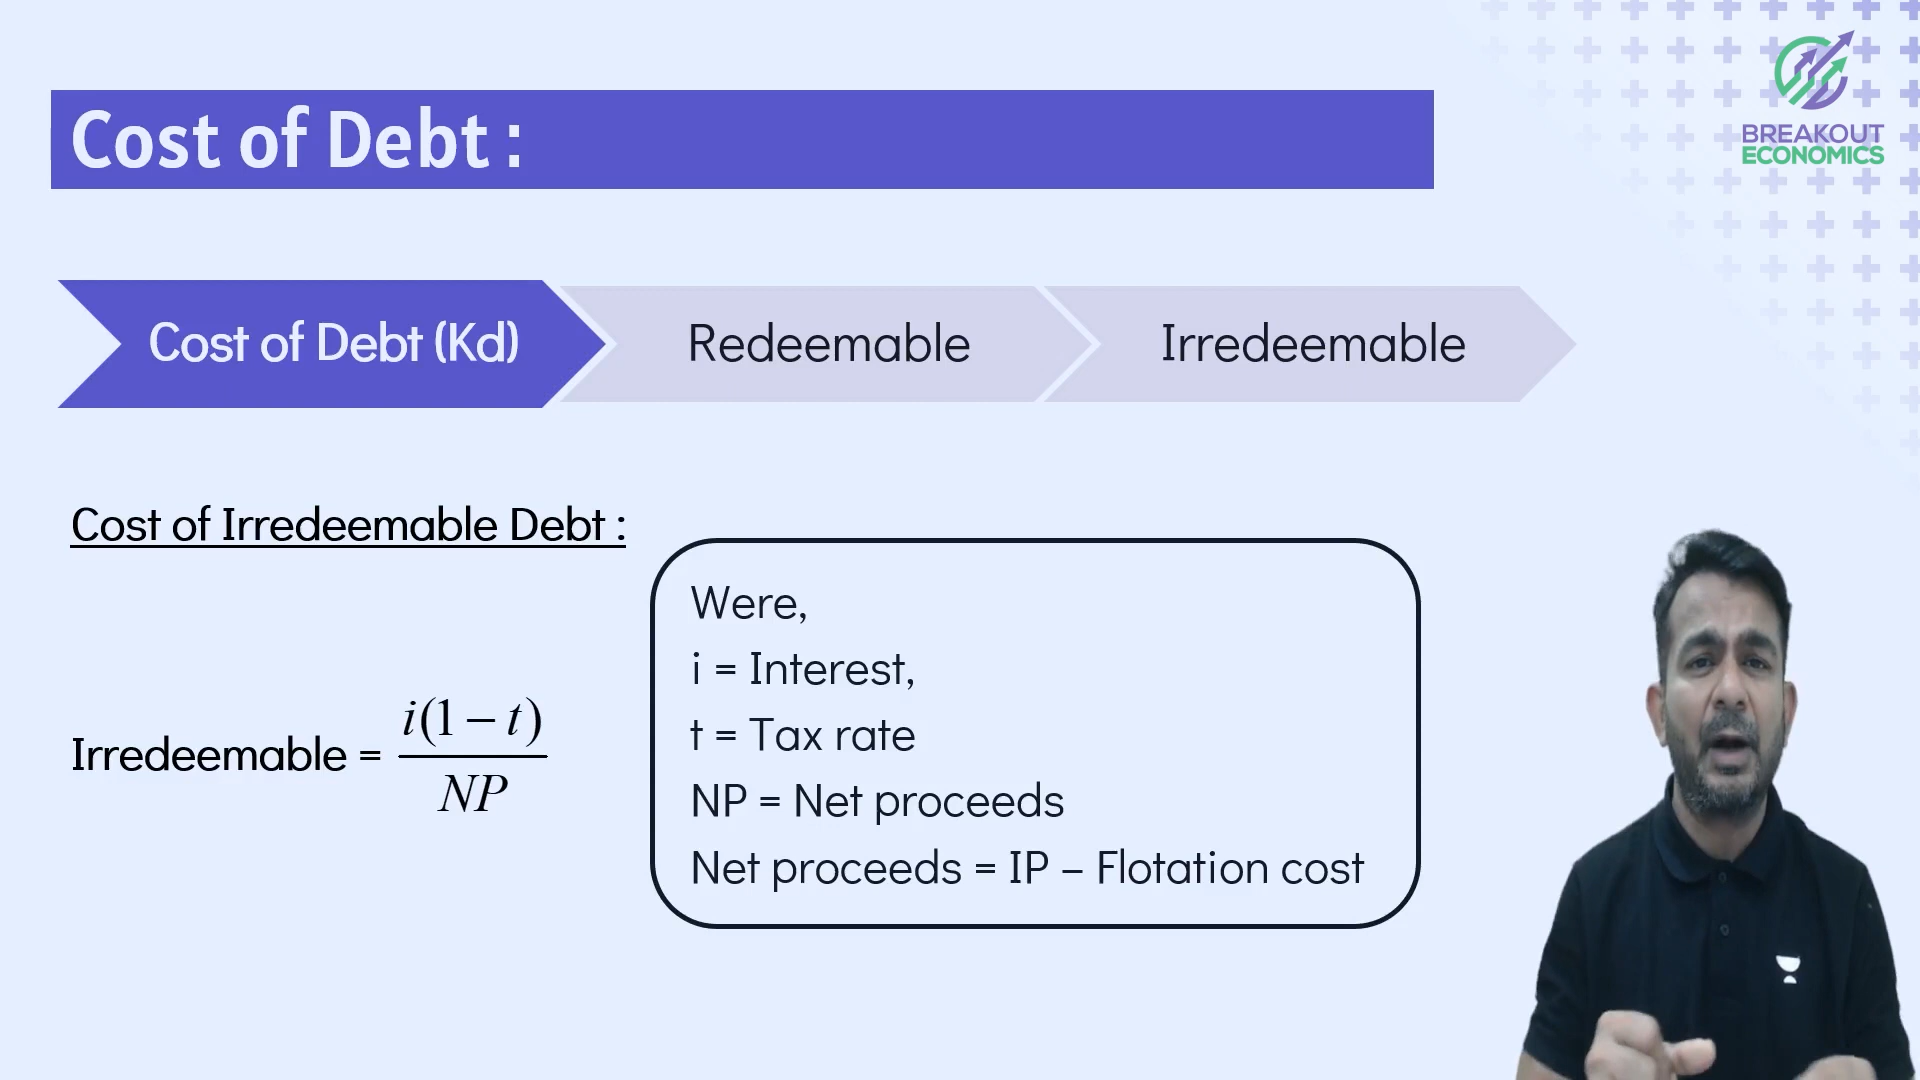 BREAKOUT
ECONOMICS
Cost of Debt :
Cost of Debt (Kd)
Redeemable
Irredeemable
Cost of Irredeemable Debt :
Irredeemable = i(1 – t) / NP
Were,
i = Interest,
t = Tax rate
NP = Net proceeds
Net proceeds = IP – Flotation cost